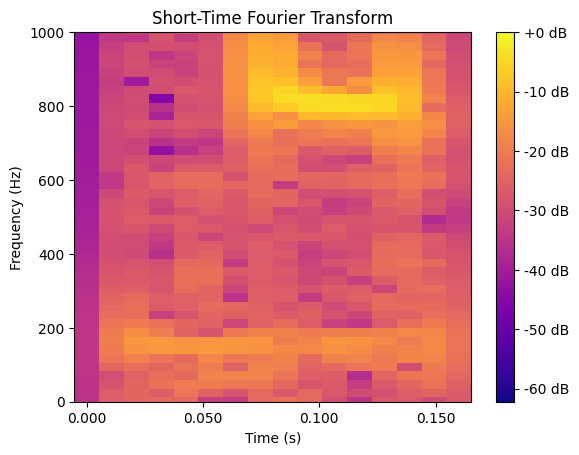 Short-Time Fourier Transform
1000
800
600
400
200
0
Frequency (Hz)
0.000
0.050
0.100
0.150
Time (s)
+0 dB
-10 dB
-20 dB
-30 dB
-40 dB
-50 dB
-60 dB